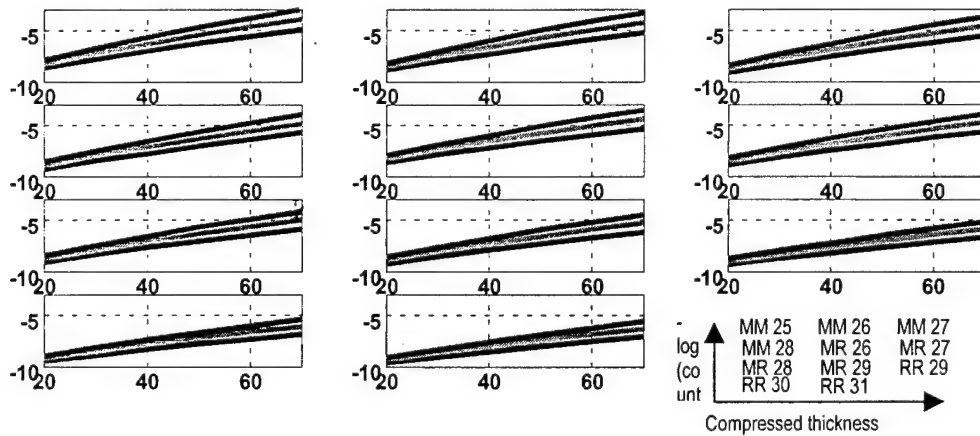 -5 -5 -5
-10 -10 -10
20 40 60 20 40 60 20 40 60
-5 -5 -5
-10 -10 -10
20 40 60 20 40 60 20 40 60
-5 -5 -5
-10 -10 -10
20 40 60 20 40 60 20 40 60
-5 -5
-10 -10
20 40 60 20 40 60
- MM 25 MM 26 MM 27
log MM 28 MR 26 MR 27
(co MR 28 MR 29 RR 29
unt RR 30 RR 31
Compressed thickness